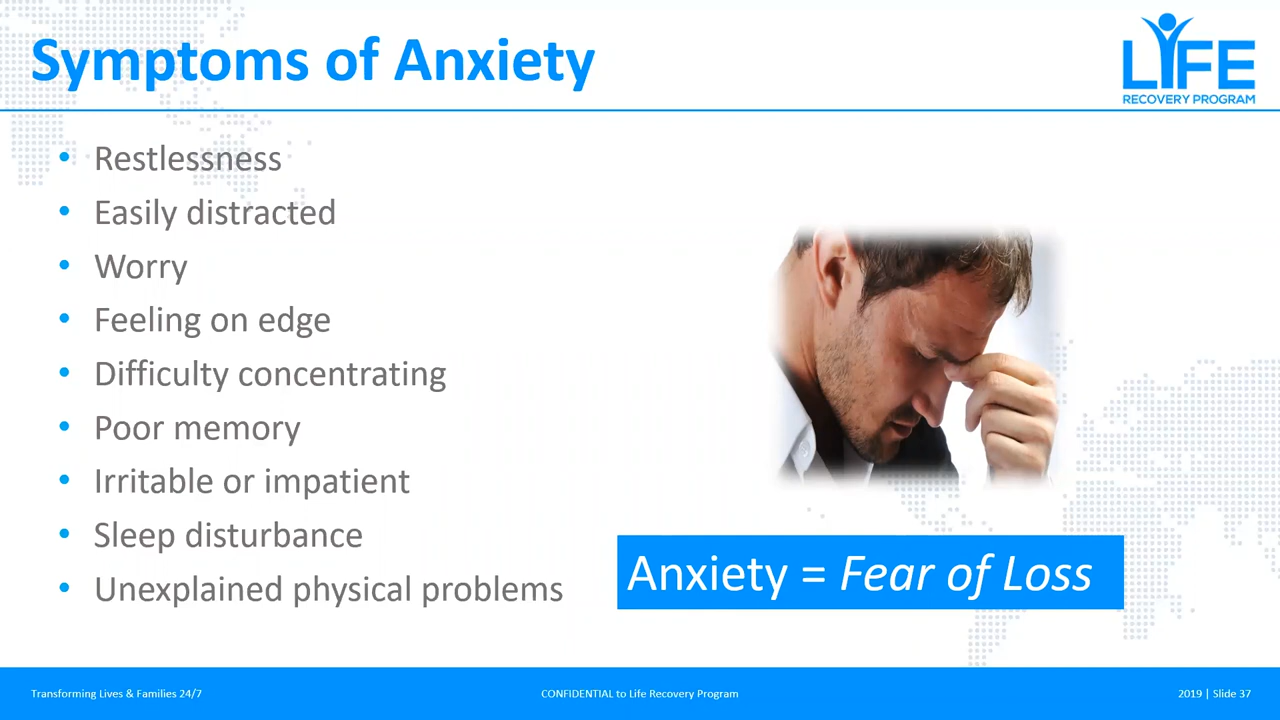 Symptoms of Anxiety
LIFE
RECOVERY PROGRAM
• Restlessness
• Easily distracted
• Worry
• Feeling on edge
• Difficulty concentrating
• Poor memory
• Irritable or impatient
• Sleep disturbance
• Unexplained physical problems
Anxiety = Fear of Loss
Transforming Lives & Families 24/7
CONFIDENTIAL to Life Recovery Program
2019 | Slide 37